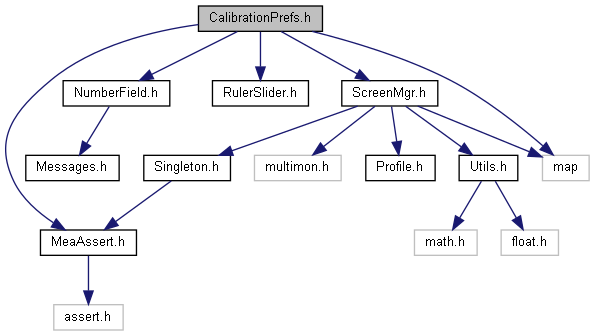 CalibrationPrefs.h
NumberField.h
RulerSlider.h
ScreenMgr.h
Messages.h
Singleton.h
multimon.h
Profile.h
Utils.h
map
MeaAssert.h
math.h
float.h
assert.h